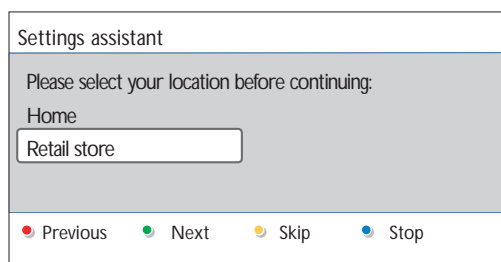 Settings assistant
Please select your location before continuing:
Home
Retail store
Previous Next Skip Stop